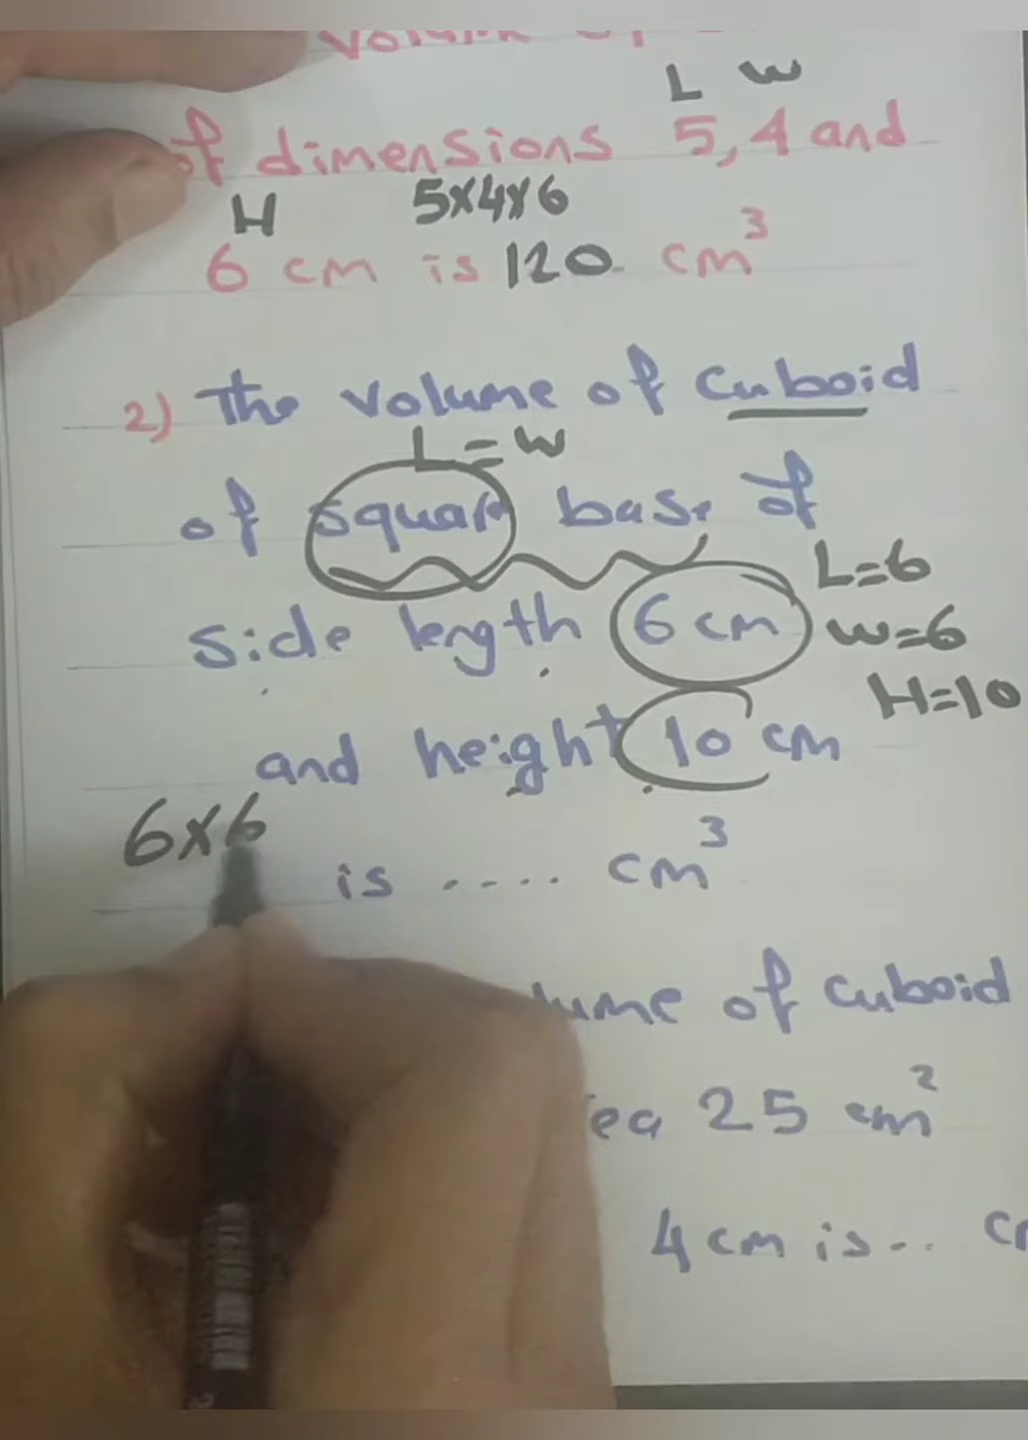 L W
of dimensions 5, 4 and
H 5x4x6
6 cm is 120 cm³
2) The Volume of cuboid
L = W
of square base of
L=6
side length 6 cm W=6
H=10
and height 10 cm
6x6
is .... cm³
lume of cuboid
ea 25 cm²
4 cm is...